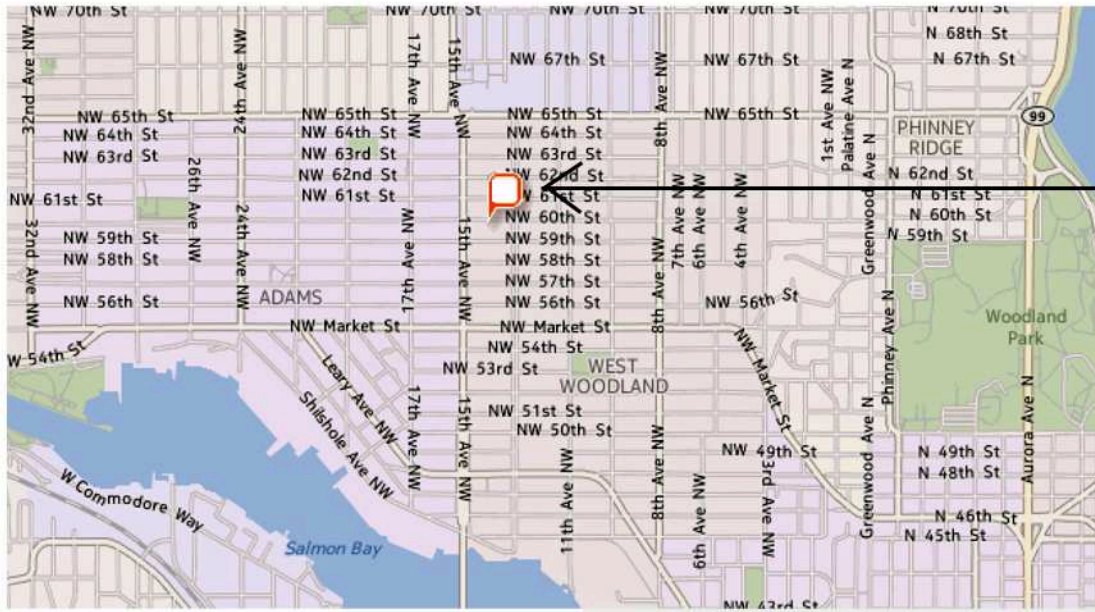 NW 70th St NW 70th St NW 70th St NW 70th St N 70th St
N 68th St
NW 67th St NW 67th St N 67th St
32nd Ave NW
24th Ave NW
17th Ave NW
15th Ave NW
8th Ave NW
1st Ave NW
Palatine Ave N
NW 65th St NW 65th St NW 65th St NW 65th St
99
NW 64th St NW 64th St NW 64th St
PHINNEY
RIDGE
NW 63rd St NW 63rd St NW 63rd St
26th Ave NW
NW 62nd St NW 62nd St N 62nd St
NW 61st St NW 61st St 61st St N 61st St
7th Ave NW
6th Ave NW
4th Ave NW
Greenwood Ave N
NW 60th St N 60th St
32nd Ave NW
24th Ave NW
17th Ave NW
15th Ave NW
8th Ave NW
NW 59th St NW 59th St N 59th St
NW 58th St NW 58th St
NW 57th St
ADAMS
NW 56th St NW 56th St NW 56th St
Phinney Ave N
Woodland
Park
NW Market St NW Market St
NW Market St
W 54th St NW 54th St
NW 53rd St
WEST
WOODLAND
Leary Ave NW
Shilshole Ave NW
17th Ave NW
15th Ave NW
NW 51st St
NW 50th St
8th Ave NW
Greenwood Ave N
Aurora Ave N
NW 49th St N 49th St
N 48th St
11th Ave NW
6th Ave NW
3rd Ave NW
W Commodore Way
N 46th St
N 45th St
Salmon Bay
NW 43rd St